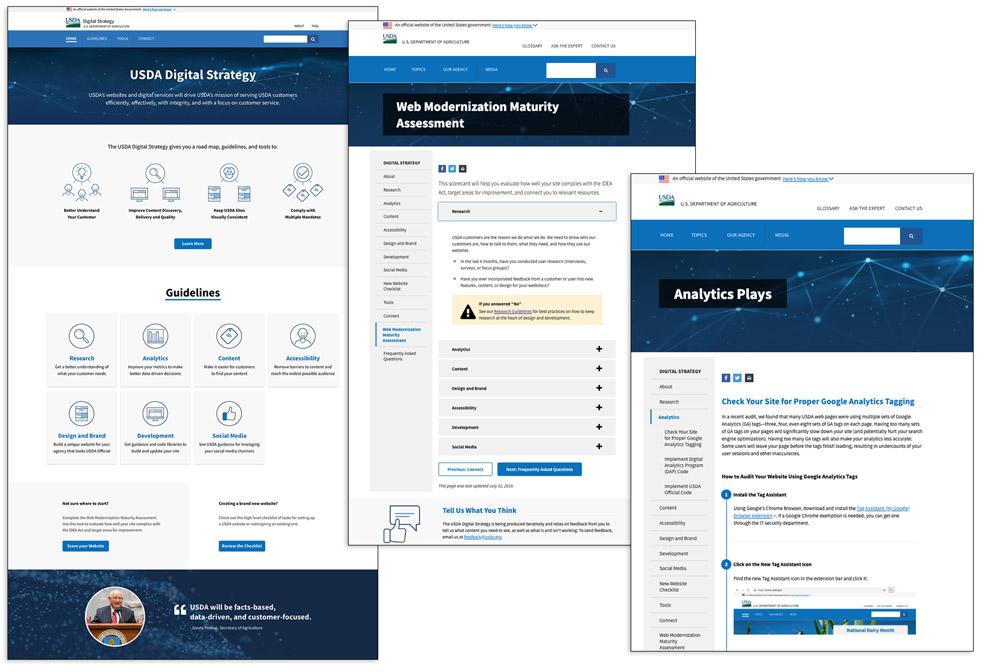 An official website of the United States government Here's how you know
USDA Digital Strategy
U.S. DEPARTMENT OF AGRICULTURE
ABOUT FAQs
HOME GUIDELINES TOOLS CONNECT
USDA Digital Strategy
USDA's websites and digital services will drive USDA's mission of serving USDA customers
efficiently, effectively, with integrity, and with a focus on customer service.
The USDA Digital Strategy gives you a road map, guidelines, and tools to:
Better Understand
Your Customer
Improve Content Discovery,
Delivery and Quality
Keep USDA Sites
Visually Consistent
Comply with
Multiple Mandates
Learn More
Guidelines
Research
Get a better understanding of
what your customer needs
Analytics
Improve your metrics to make
better data driven decisions
Content
Make it easier for customers
to find your content
Accessibility
Remove barriers to content and
reach the widest possible audience
Design and Brand
Build a unique website for your
agency that looks USDA Official
Development
Get guidance and code libraries to
build and update your site
Social Media
See USDA guidance for managing
your social media channels
Not sure where to start?
Complete the Web Modernization Maturity Assessment.
Use this tool to evaluate how well your site complies with
the IDEA Act and target areas for improvement.
Score your Website
Creating a brand new website?
Check out this high level checklist of tasks for setting up
a USDA website or redesigning an existing one.
Review the Checklist
USDA will be facts-based,
data-driven, and customer-focused.
Sonny Perdue, Secretary of Agriculture
An official website of the United States government Here's how you know
USDA
U.S. DEPARTMENT OF AGRICULTURE
GLOSSARY ASK THE EXPERT CONTACT US
HOME TOPICS OUR AGENCY MEDIA
Web Modernization Maturity
Assessment
DIGITAL STRATEGY
About
Research
Analytics
Content
Accessibility
Design and Brand
Development
Social Media
New Website
Checklist
Tools
Connect
Web Modernization
Maturity
Assessment
Frequently Asked
Questions
This scorecard will help you evaluate how well your site complies with the IDEA
Act, target areas for improvement, and connect you to relevant resources.
Research
USDA customers are the reason we do what we do. We need to know who our
customers are, how to talk to them, what they need, and how they use our
websites.
In the last 6 months, have you conducted user research (interviews,
surveys, or focus groups)?
Have you ever incorporated feedback from a customer or user into new
features, content, or design for your website(s)?
If you answered "No"
See our Research Guidelines for best practices on how to keep
research at the heart of design and development.
Analytics
Content
Design and Brand
Accessibility
Development
Social Media
Previous: Connect
Next: Frequently Asked Questions
This page was last updated July 31, 2019.
Tell Us What You Think
The USDA Digital Strategy is being produced iteratively and relies on feedback from you to
tell us what content you need to see, as well as what is and isn't working. To send feedback,
email us at feedback@usda.gov.
An official website of the United States government Here's how you know
USDA
U.S. DEPARTMENT OF AGRICULTURE
GLOSSARY ASK THE EXPERT CONTACT US
HOME TOPICS OUR AGENCY MEDIA
Analytics Plays
DIGITAL STRATEGY
About
Research
Analytics
Check Your Site
for Proper Google
Analytics Tagging
Implement Digital
Analytics Program
(DAP) Code
Implement USDA
Official Code
Content
Accessibility
Design and Brand
Development
Social Media
New Website
Checklist
Tools
Connect
Web Modernization
Maturity
Assessment
Check Your Site for Proper Google Analytics Tagging
In a recent audit, we found that many USDA web pages were using multiple sets of Google
Analytics (GA) tags—three, four, even eight sets of GA tags on each page. Having too many sets
of GA tags on your pages will significantly slow down your site (and potentially hurt your search
engine optimization). Having too many GA tags will also make your analytics less accurate:
Some users will leave your page before the tags finish loading, resulting in undercounts of your
user sessions and other inaccuracies.
How to Audit Your Website Using Google Analytics Tags
1 Install the Tag Assistant
Using Google's Chrome Browser, download and install the Tag Assistant (by Google)
browser extension. If a Google Chrome exemption is needed, you can get one
through the IT security department.
2 Click on the New Tag Assistant Icon
Find the new Tag Assistant icon in the extension bar and click it:
National Dairy Month